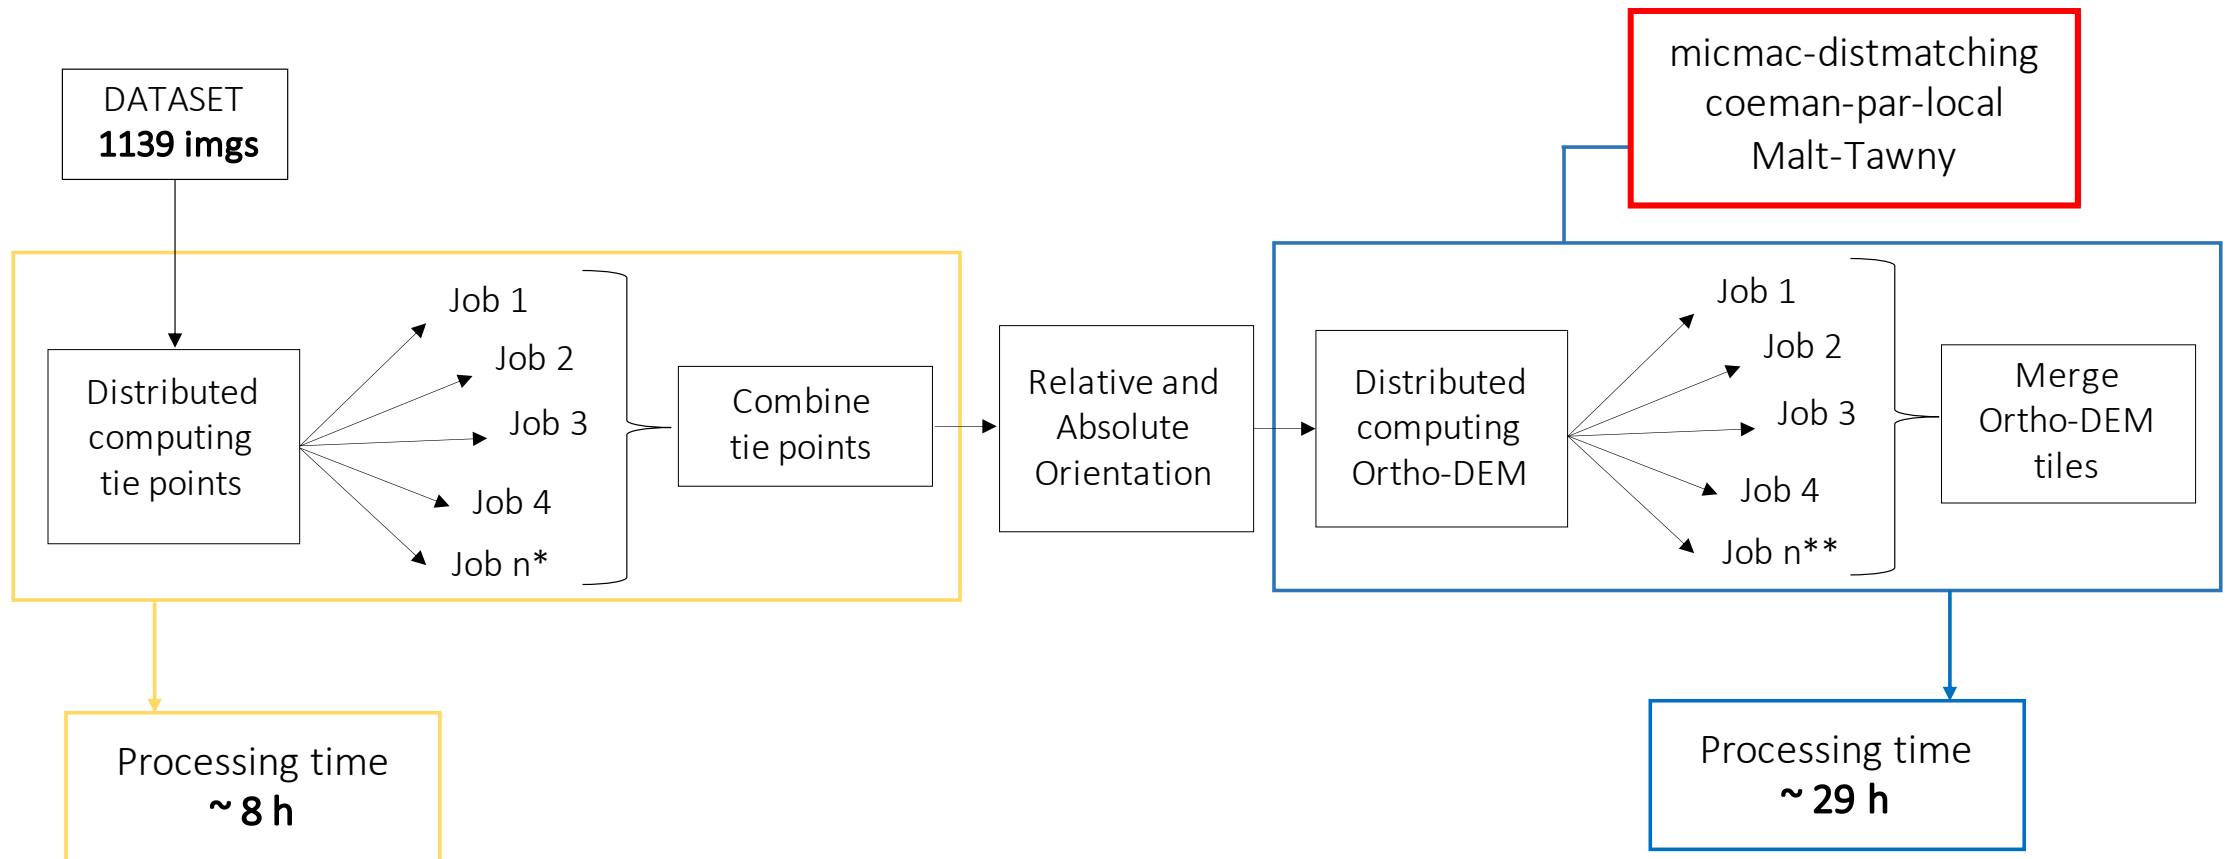 micmac-distmatching
coeman-par-local
Malt-Tawny
DATASET
1139 imgs
Distributed
computing
tie points
Job 1
Job 2
Job 3
Job 4
Job n*
Combine
tie points
Relative and
Absolute
Orientation
Distributed
computing
Ortho-DEM
Job 1
Job 2
Job 3
Job 4
Job n**
Merge
Ortho-DEM
tiles
Processing time
~ 8 h
Processing time
~ 29 h